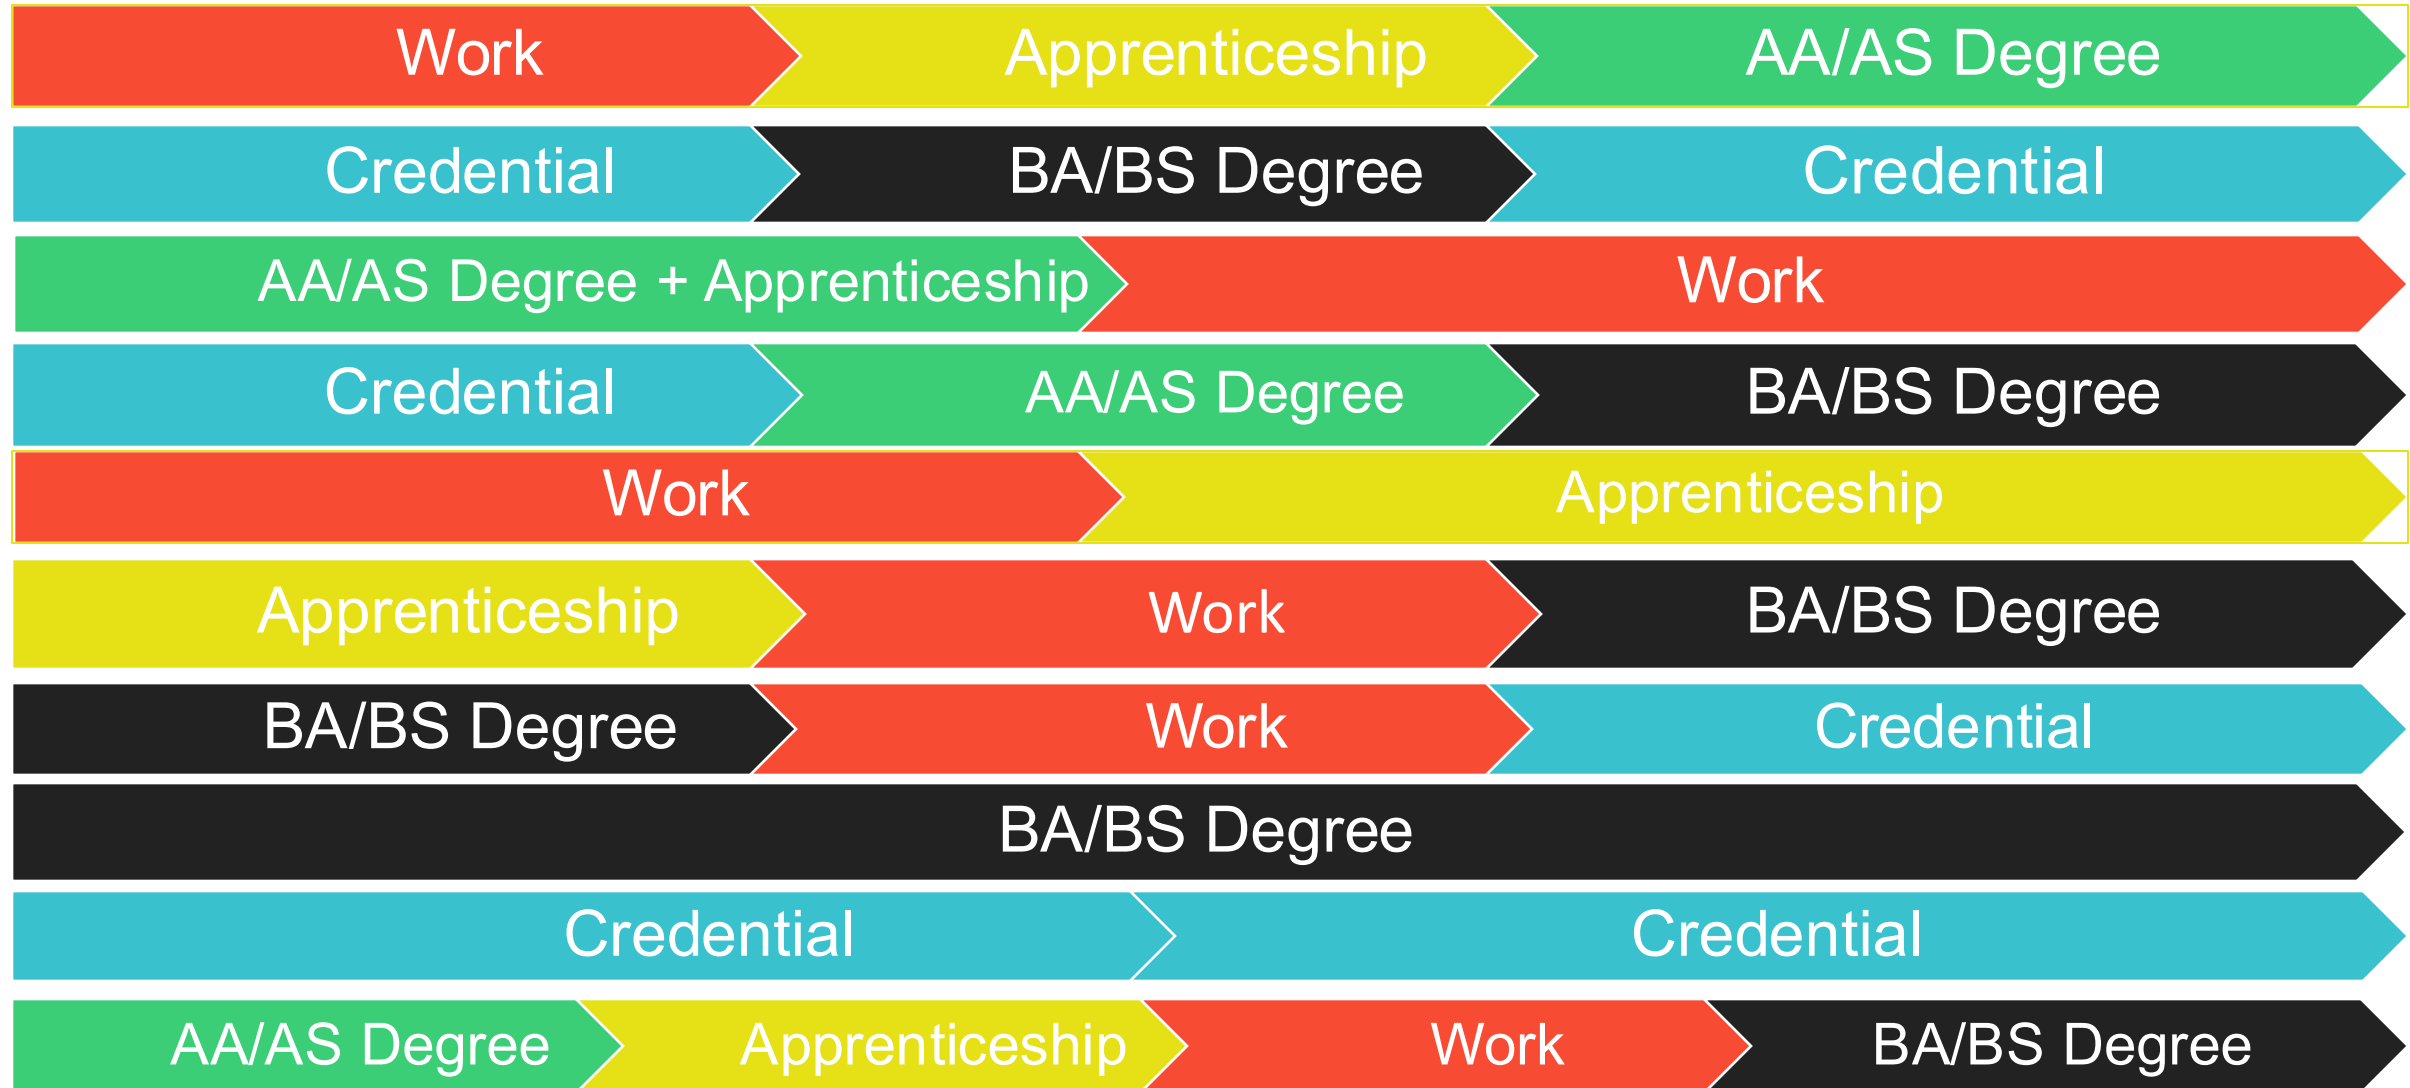 Work Apprenticeship AA/AS Degree
Credential BA/BS Degree Credential
AA/AS Degree + Apprenticeship Work
Credential AA/AS Degree BA/BS Degree
Work Apprenticeship
Apprenticeship Work BA/BS Degree
BA/BS Degree Work Credential
BA/BS Degree
Credential Credential
AA/AS Degree Apprenticeship Work BA/BS Degree